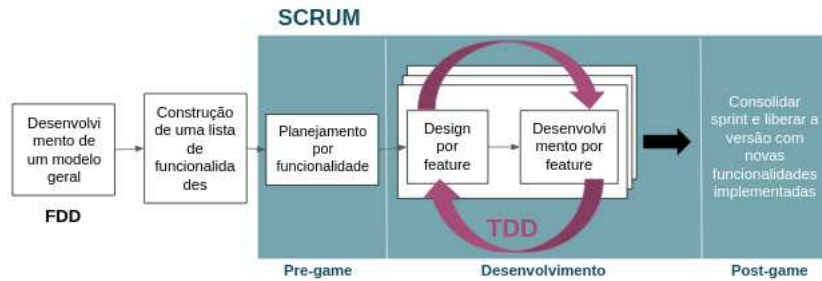 SCRUM
Desenvolvi
mento de
um modelo
geral
FDD
Construção
de uma lista
de
funcionalida
des
Planejamento
por
funcionalidade
Design
por
feature
Desenvolvi
mento por
feature
TDD
Consolidar
sprint e liberar a
versão com
novas
funcionalidades
implementadas
Pre-game
Desenvolvimento
Post-game